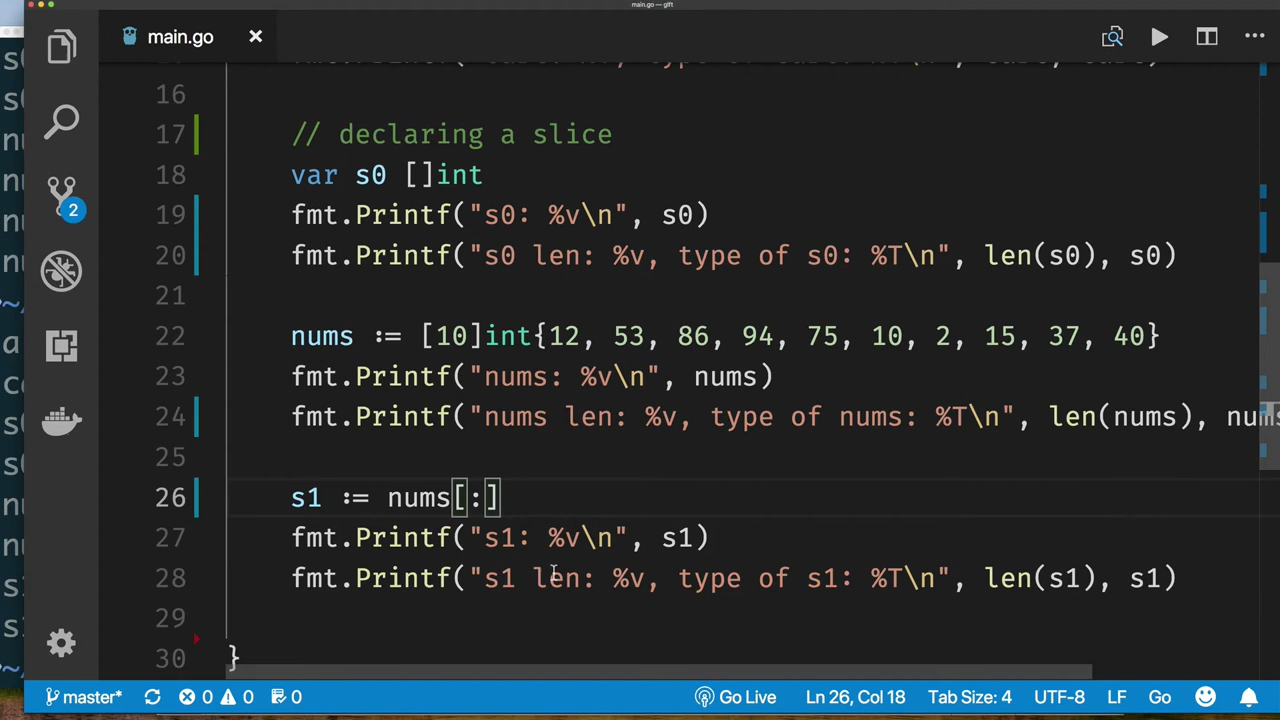 main.go — gift
main.go
16
17 // declaring a slice
18 var s0 []int
19 fmt.Printf("s0: %v\n", s0)
20 fmt.Printf("s0 len: %v, type of s0: %T\n", len(s0), s0)
21
22 nums := [10]int{12, 53, 86, 94, 75, 10, 2, 15, 37, 40}
23 fmt.Printf("nums: %v\n", nums)
24 fmt.Printf("nums len: %v, type of nums: %T\n", len(nums), nums
25
26 s1 := nums[:]
27 fmt.Printf("s1: %v\n", s1)
28 fmt.Printf("s1 len: %v, type of s1: %T\n", len(s1), s1)
29
30 }
2
master* 0 0 0 Go Live Ln 26, Col 18 Tab Size: 4 UTF-8 LF Go